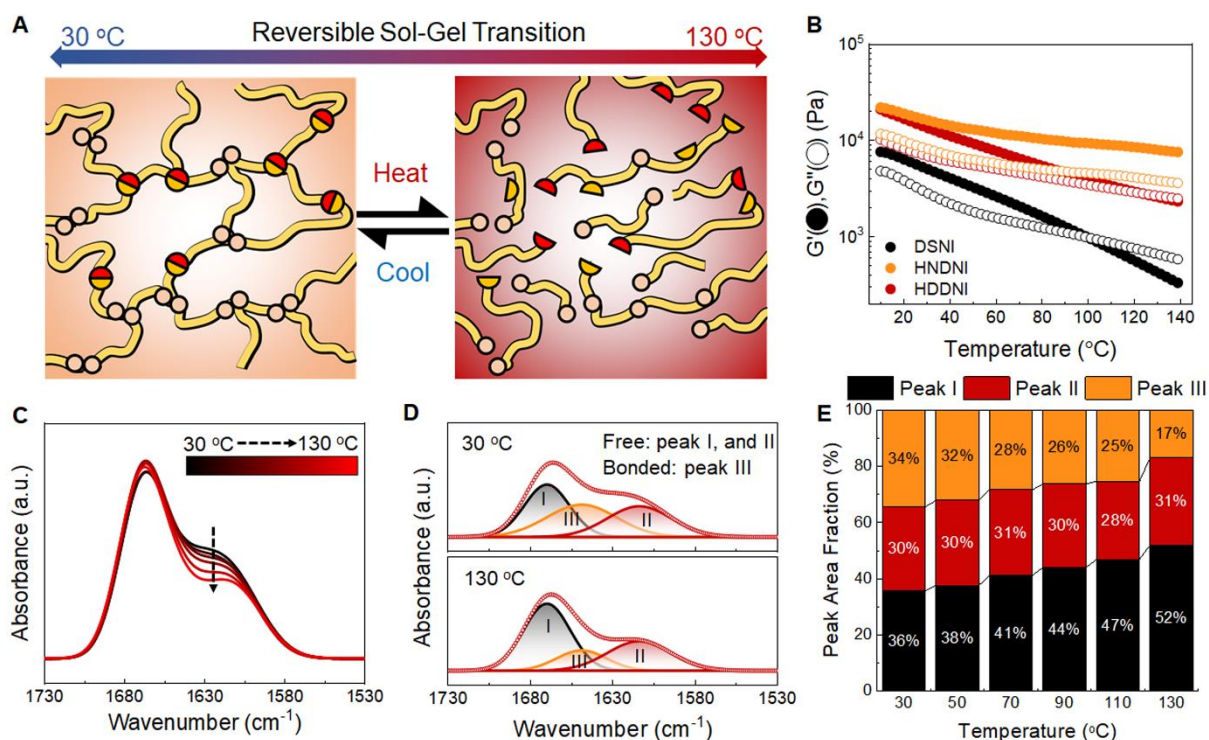 A
30 °C
Reversible Sol-Gel Transition
130 °C
Heat
Cool
B
G'(●),G"(○) (Pa)
10⁵
10⁴
10³
DSNI
HNDNI
HDDNI
20 40 60 80 100 120 140
Temperature (°C)
C
30 °C 130 °C
Absorbance (a.u.)
1730 1680 1630 1580 1530
Wavenumber (cm⁻¹)
D
30 °C
Free: peak I, and II
Bonded: peak III
I
III
II
130 °C
I
III
II
Absorbance (a.u.)
1730 1680 1630 1580 1530
Wavenumber (cm⁻¹)
Peak I Peak II Peak III
E
Peak Area Fraction (%)
100
80
60
40
20
0
34% 32% 28% 26% 25% 17%
30% 30% 31% 30% 28% 31%
36% 38% 41% 44% 47% 52%
30 50 70 90 110 130
Temperature (°C)